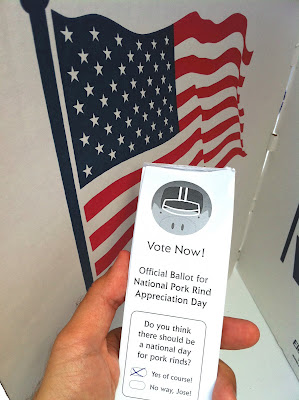 Vote Now!
Official Ballot for
National Pork Rind
Appreciation Day
Do you think
there should be
a national day
for pork rinds?
Yes of course!
No way, Jose!